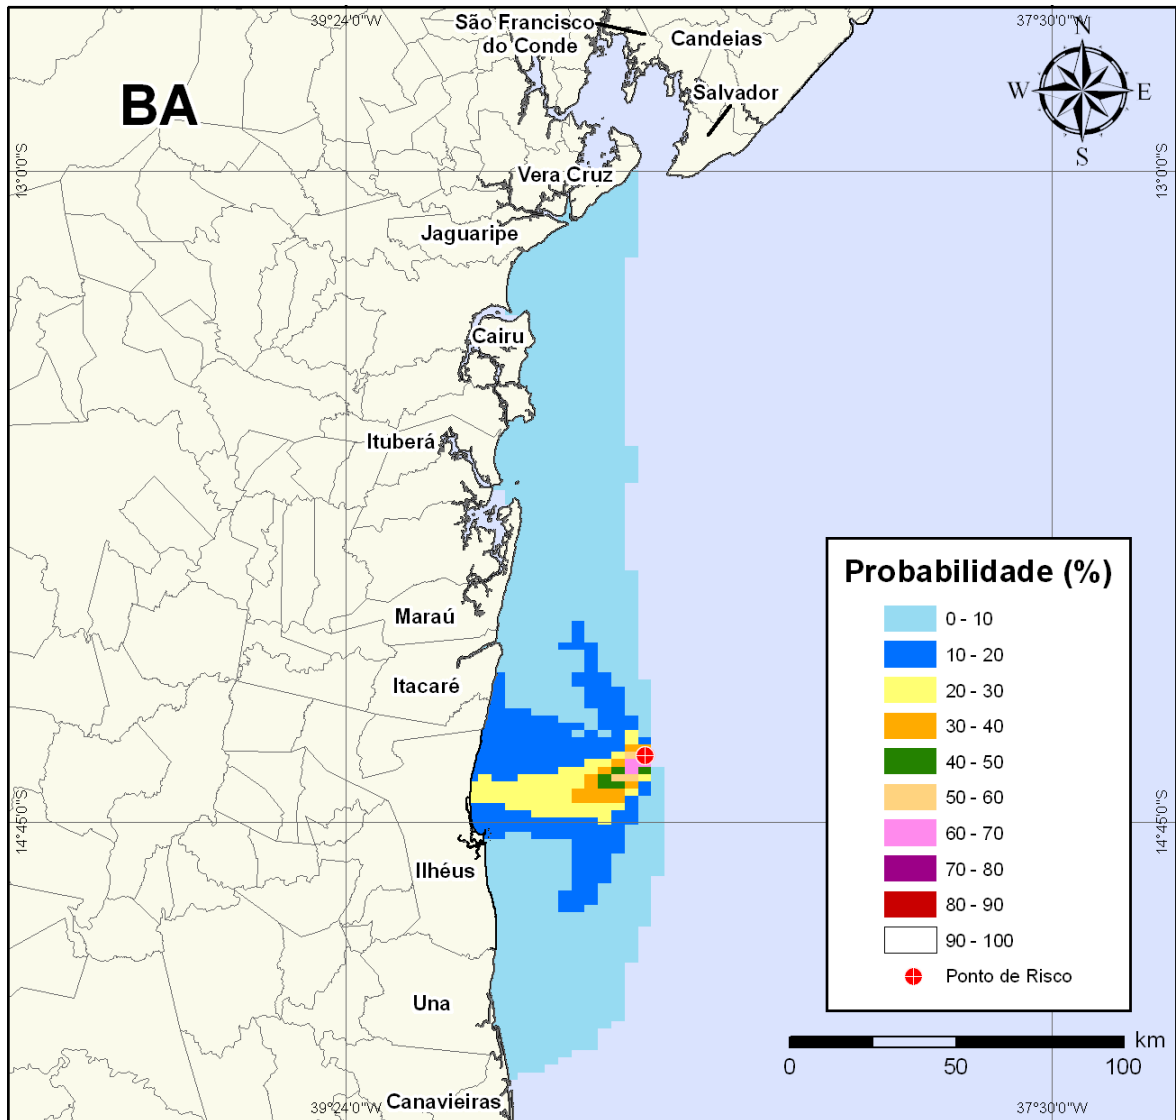 39°24'0"W
37°30'0"W
São Francisco
do Conde
Candeias
N
BA
Salvador
W
E
S
13°0'0"S
13°0'0"S
Vera Cruz
Jaguaripe
Cairu
Ituberá
Probabilidade (%)
0 - 10
10 - 20
20 - 30
30 - 40
40 - 50
50 - 60
60 - 70
70 - 80
80 - 90
90 - 100
Ponto de Risco
Maraú
Itacaré
14°45'0"S
14°45'0"S
Ilhéus
Una
km
0
50
100
Canavieiras
39°24'0"W
37°30'0"W